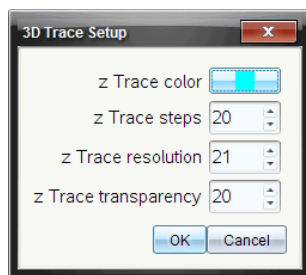 3D Trace Setup
z Trace color
z Trace steps 20
z Trace resolution 21
z Trace transparency 20
OK Cancel